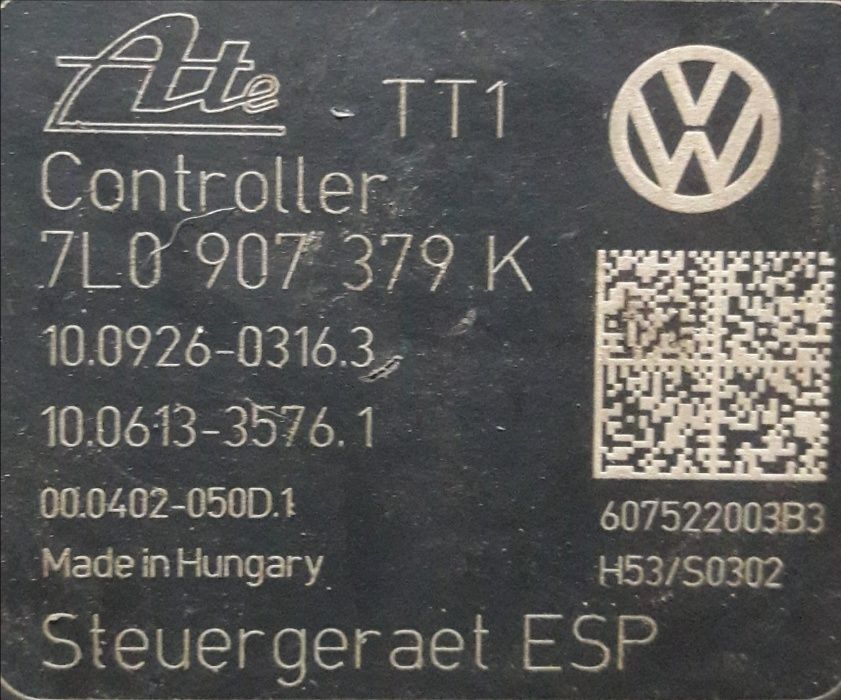 Ate TT1
Controller
7L0 907 379 K
10.0926-0316.3
10.0613-3576.1
00.0402-050D.1
607522003B3
Made in Hungary
H53/S0302
Steuergeraet ESP